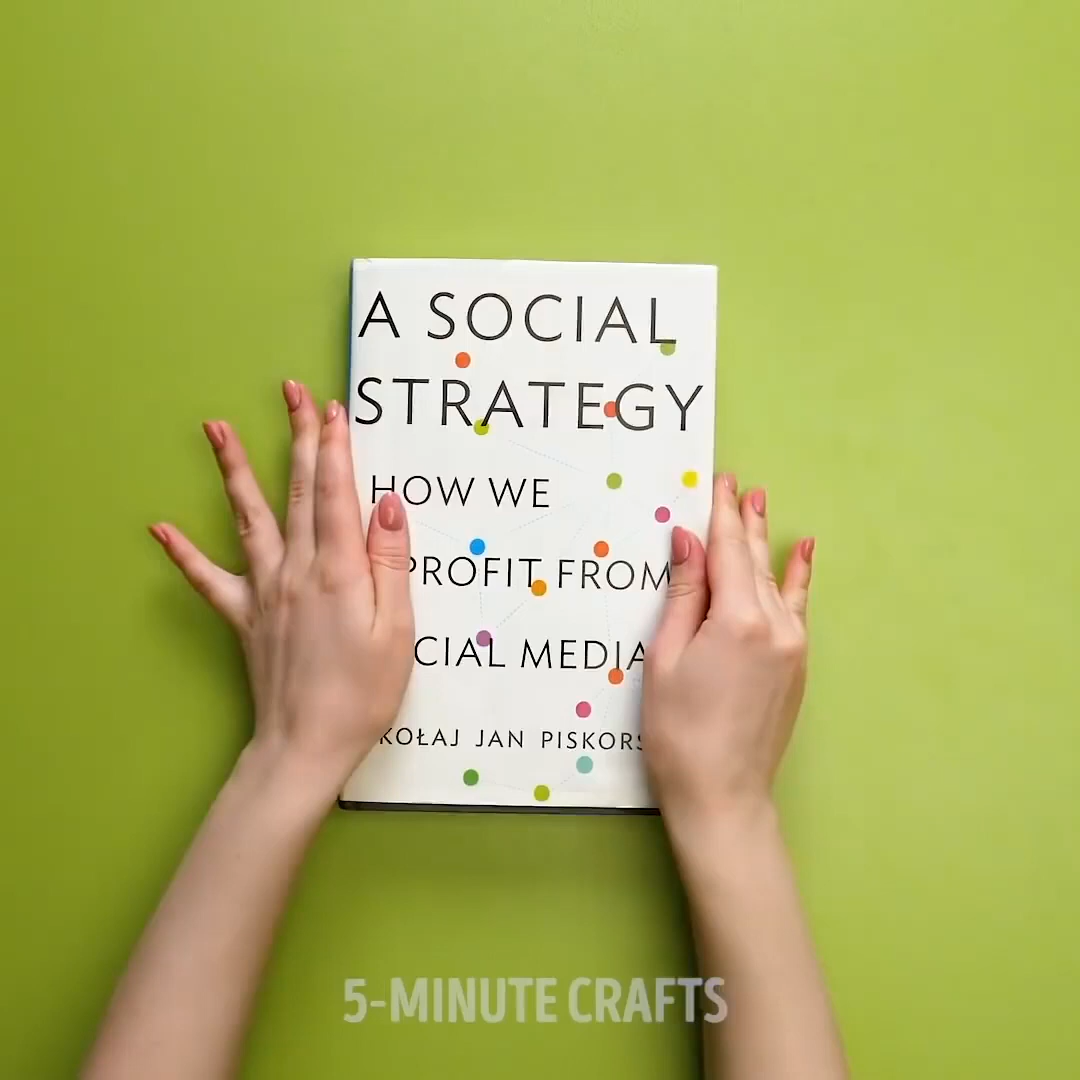 A SOCIAL
STRATEGY
HOW WE
PROFIT FROM
CIAL MEDIA
KOŁAJ JAN PISKORS
5-MINUTE CRAFTS